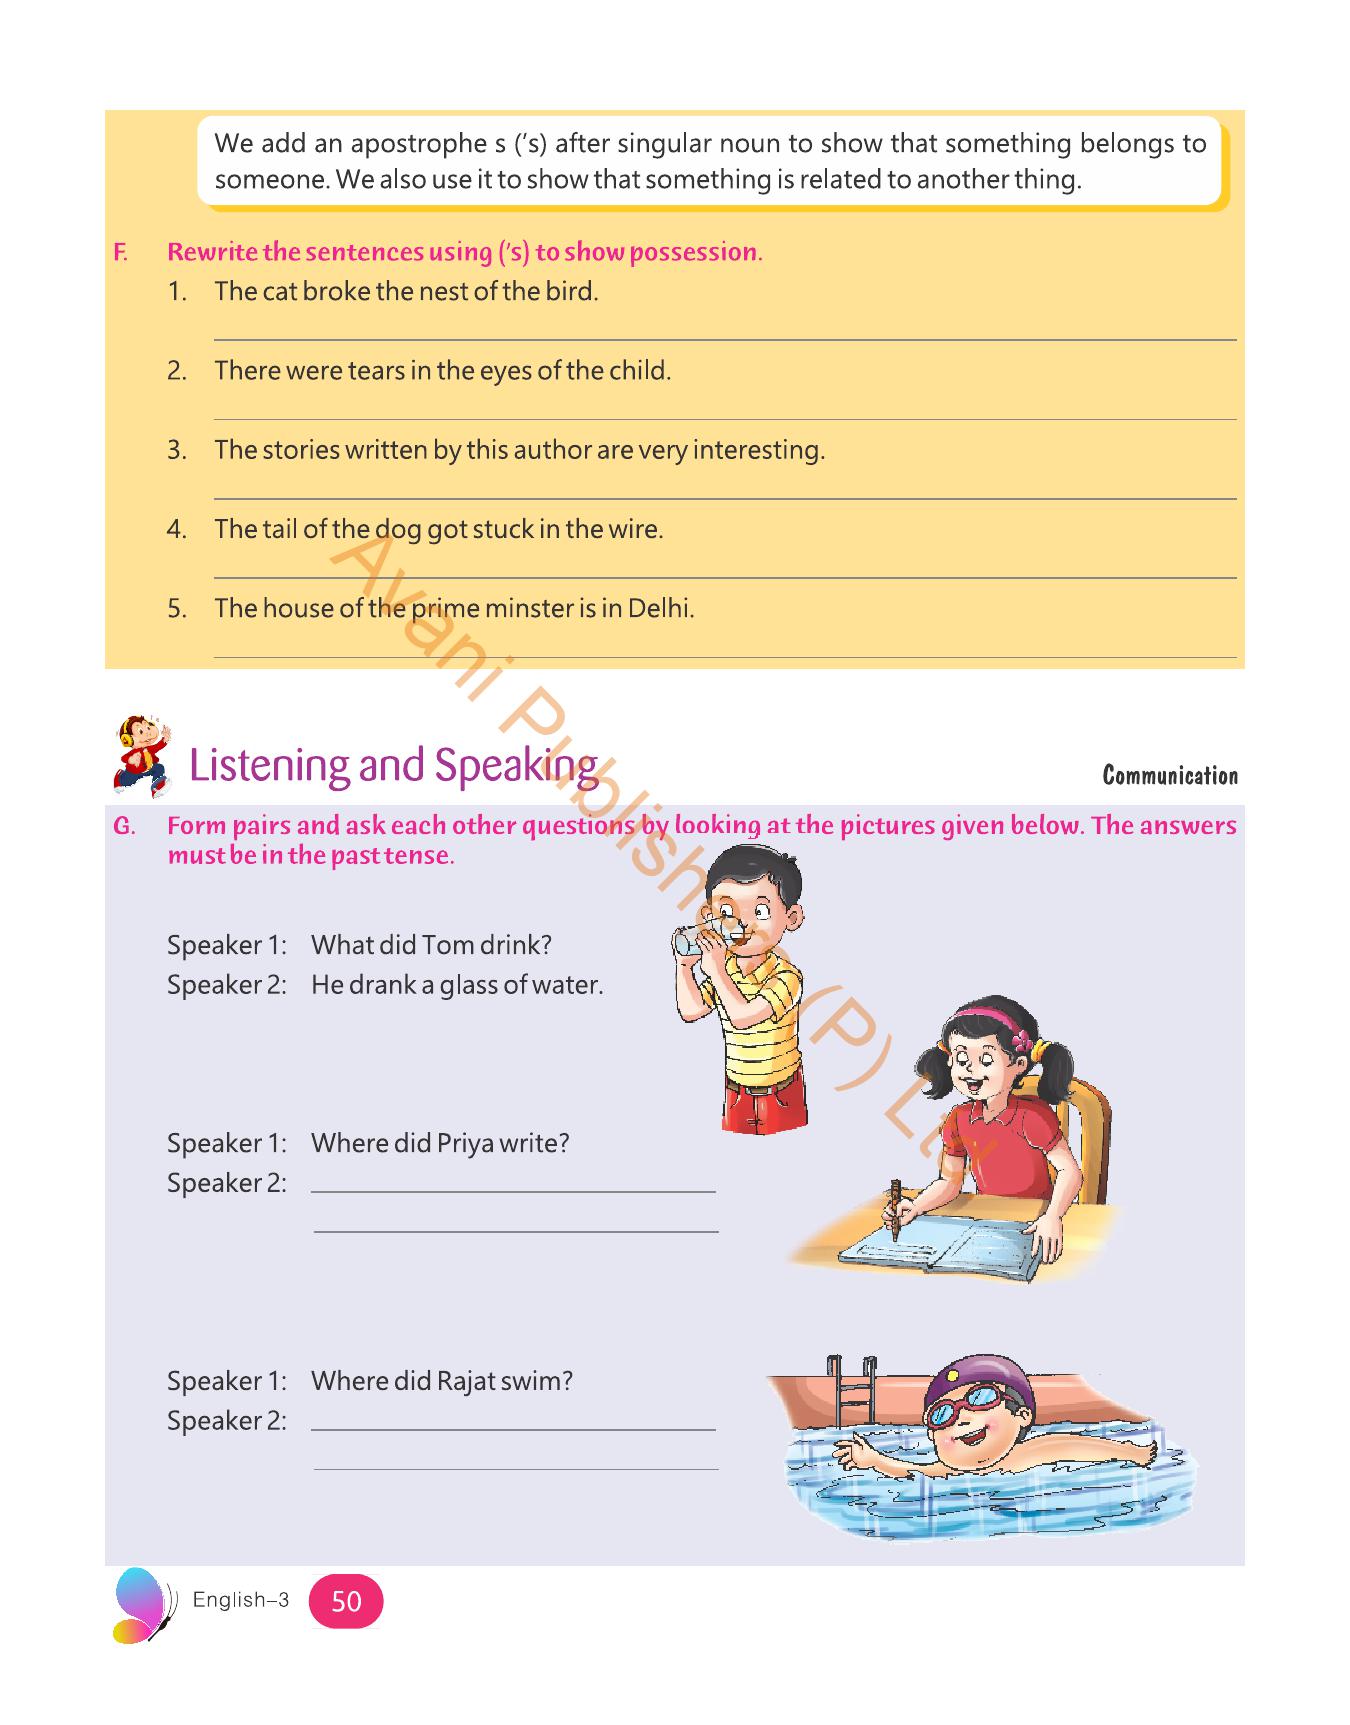 We add an apostrophe s (’s) after singular noun to show that something belongs to
someone. We also use it to show that something is related to another thing.
F. Rewrite the sentences using (’s) to show possession.
1. The cat broke the nest of the bird.
2. There were tears in the eyes of the child.
3. The stories written by this author are very interesting.
4. The tail of the dog got stuck in the wire.
5. The house of the prime minster is in Delhi.
Listening and Speaking
Communication
G. Form pairs and ask each other questions by looking at the pictures given below. The answers
must be in the past tense.
Speaker 1: What did Tom drink?
Speaker 2: He drank a glass of water.
Speaker 1: Where did Priya write?
Speaker 2:
Speaker 1: Where did Rajat swim?
Speaker 2:
English–3 50
Avani Publishers (P) Ltd